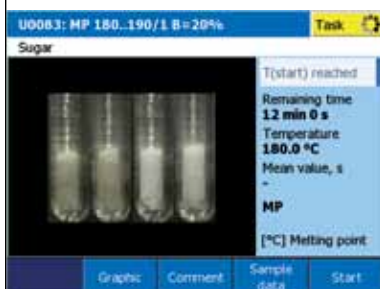 U0083: MP 180..190/1 B=20%
Task
Sugar
T(start) reached
Remaining time
12 min 0 s
Temperature
180.0 °C
Mean value, s
-
MP
[°C] Melting point
Graphic
Comment
Sample data
Start